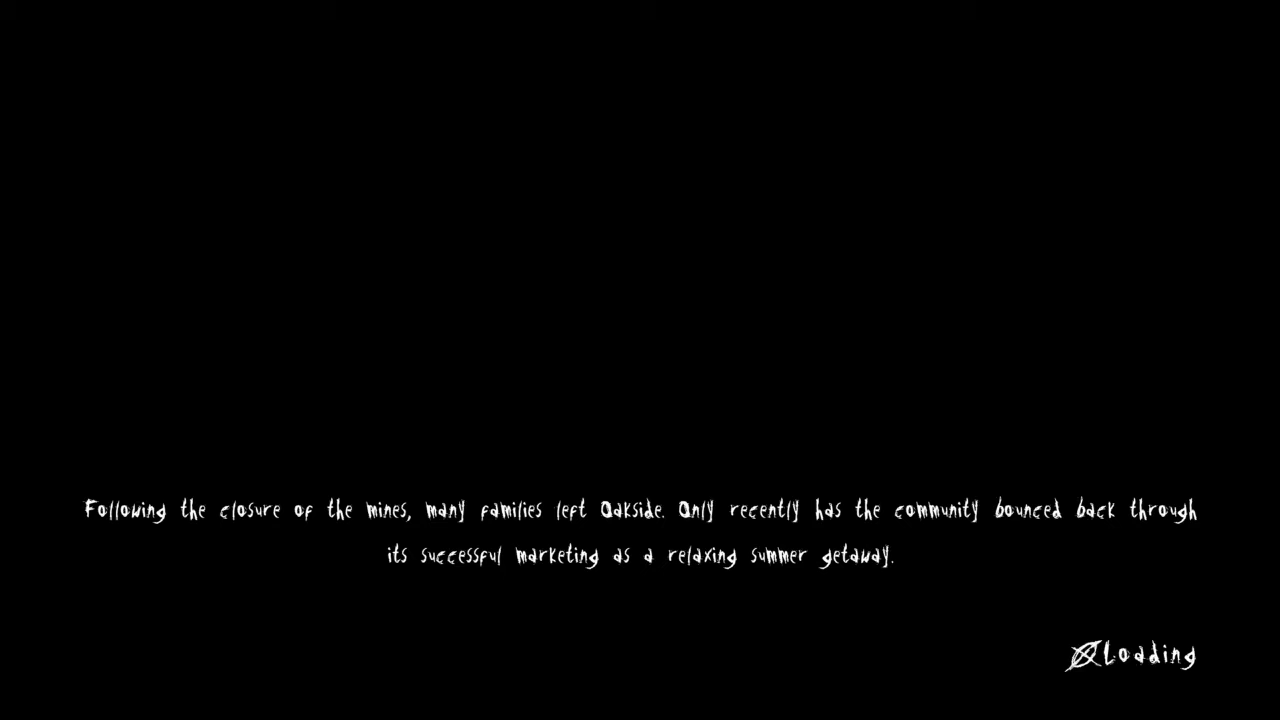 Following the closure of the mines, many families left Oakside. Only recently has the community bounced back through
its successful marketing as a relaxing summer getaway.
Loading